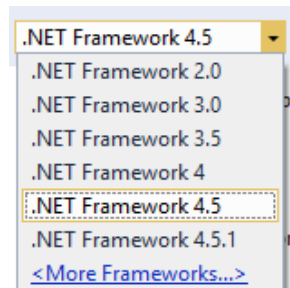 .NET Framework 4.5
.NET Framework 2.0
.NET Framework 3.0
.NET Framework 3.5
.NET Framework 4
.NET Framework 4.5
.NET Framework 4.5.1
<More Frameworks...>